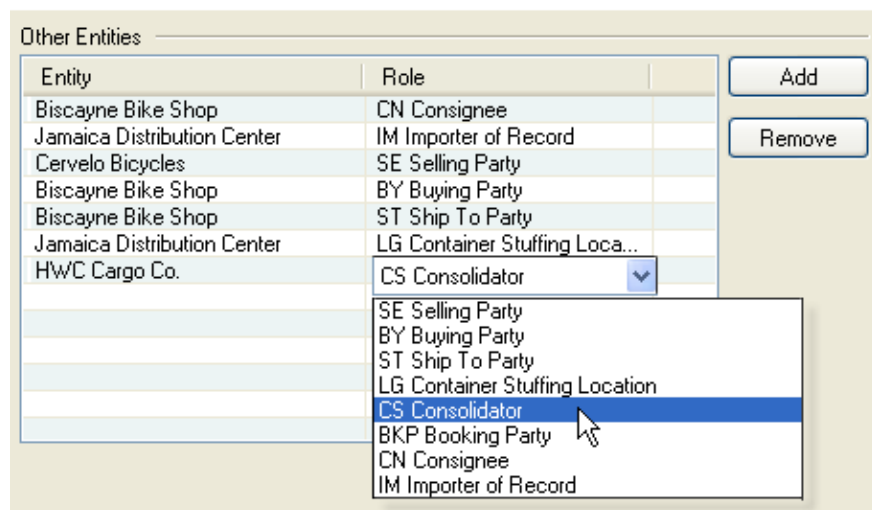 Other Entities
Entity Role Add
Biscayne Bike Shop CN Consignee
Jamaica Distribution Center IM Importer of Record Remove
Cervelo Bicycles SE Selling Party
Biscayne Bike Shop BY Buying Party
Biscayne Bike Shop ST Ship To Party
Jamaica Distribution Center LG Container Stuffing Loca...
HWC Cargo Co. CS Consolidator
SE Selling Party
BY Buying Party
ST Ship To Party
LG Container Stuffing Location
CS Consolidator
BKP Booking Party
CN Consignee
IM Importer of Record